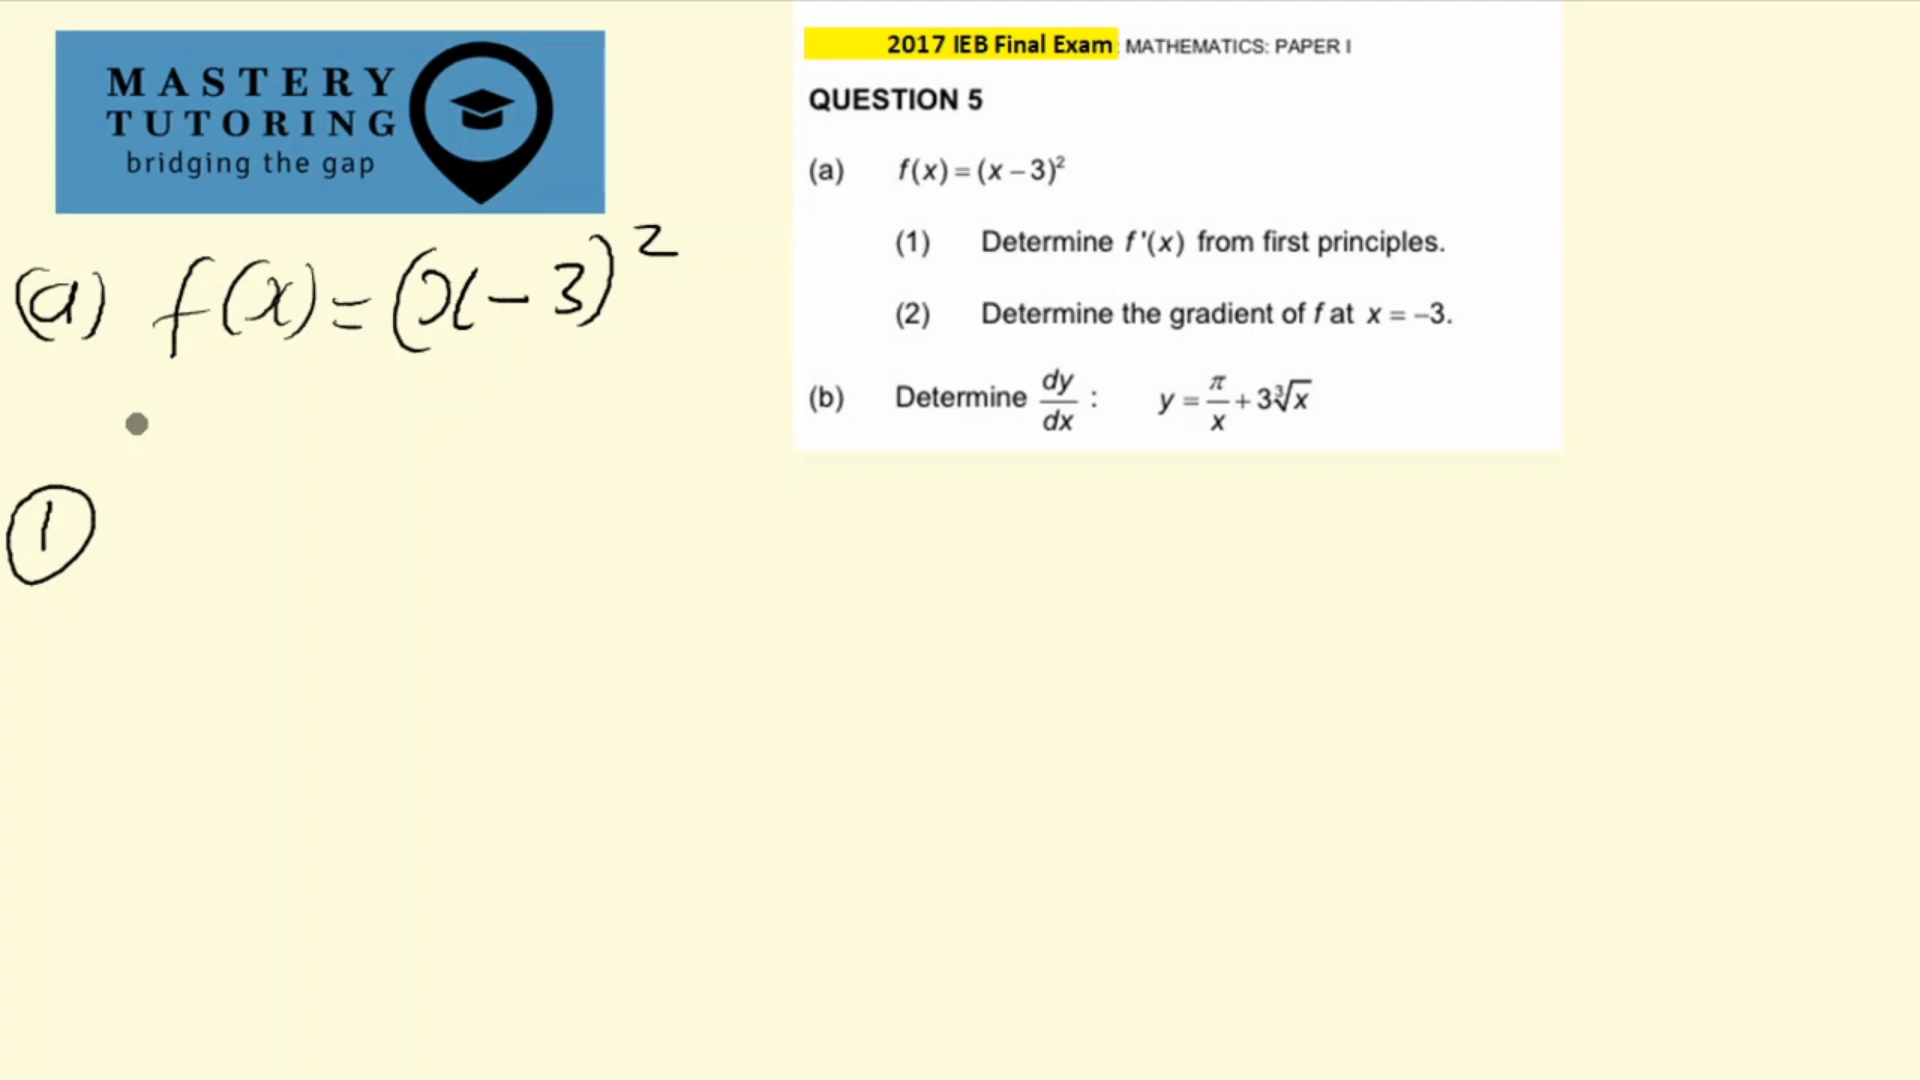 MASTERY
TUTORING
bridging the gap
2017 IEB Final Exam MATHEMATICS: PAPER I
QUESTION 5
(a) f(x) = (x – 3)²
(1) Determine f'(x) from first principles.
(2) Determine the gradient of f at x = –3.
(b) Determine dy/dx : y = π/x + 3∛x
(a) f(x) = (x – 3)²
1